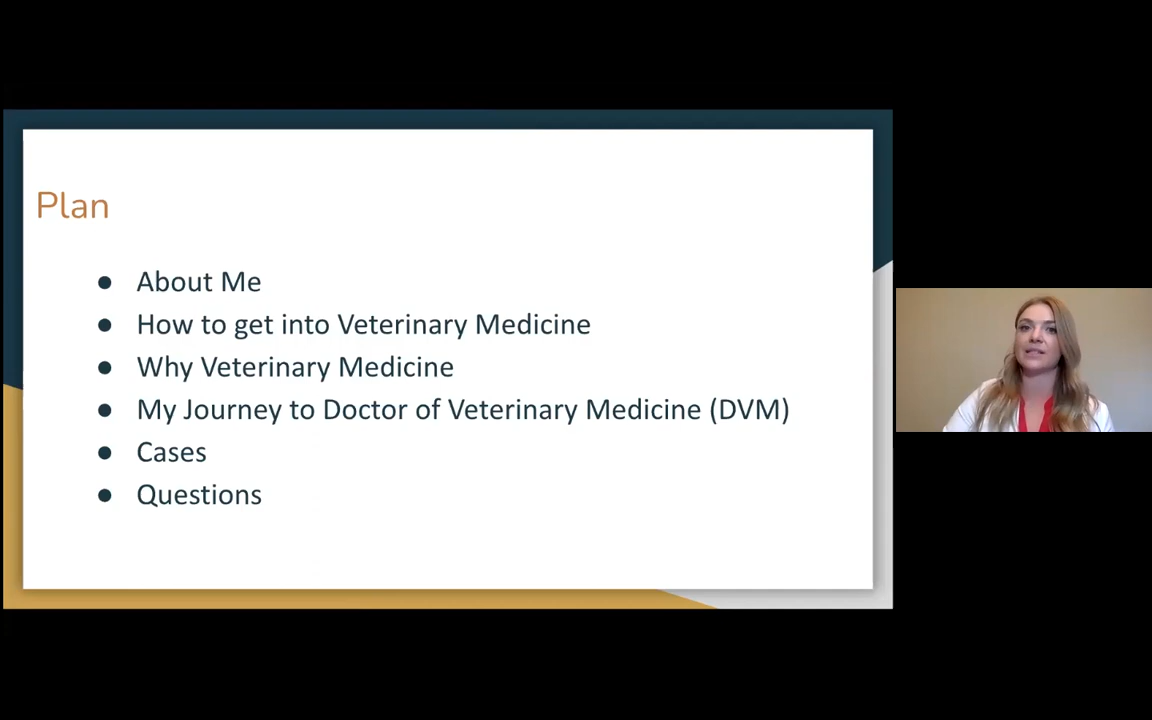 Plan
● About Me
● How to get into Veterinary Medicine
● Why Veterinary Medicine
● My Journey to Doctor of Veterinary Medicine (DVM)
● Cases
● Questions